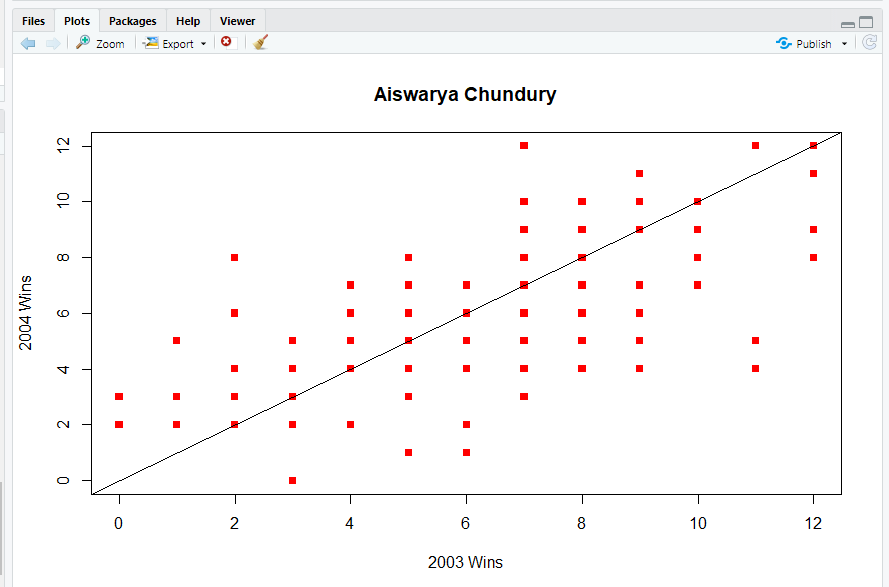 Files Plots Packages Help Viewer
Zoom Export Publish
Aiswarya Chundury
12
10
8
6
4
2
0
2004 Wins
0 2 4 6 8 10 12
2003 Wins